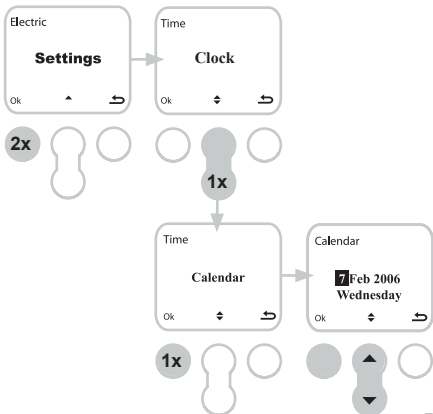 Electric
Settings
Ok
2x
Time
Clock
Ok
1x
Time
Calendar
Ok
1x
Calendar
7 Feb 2006
Wednesday
Ok